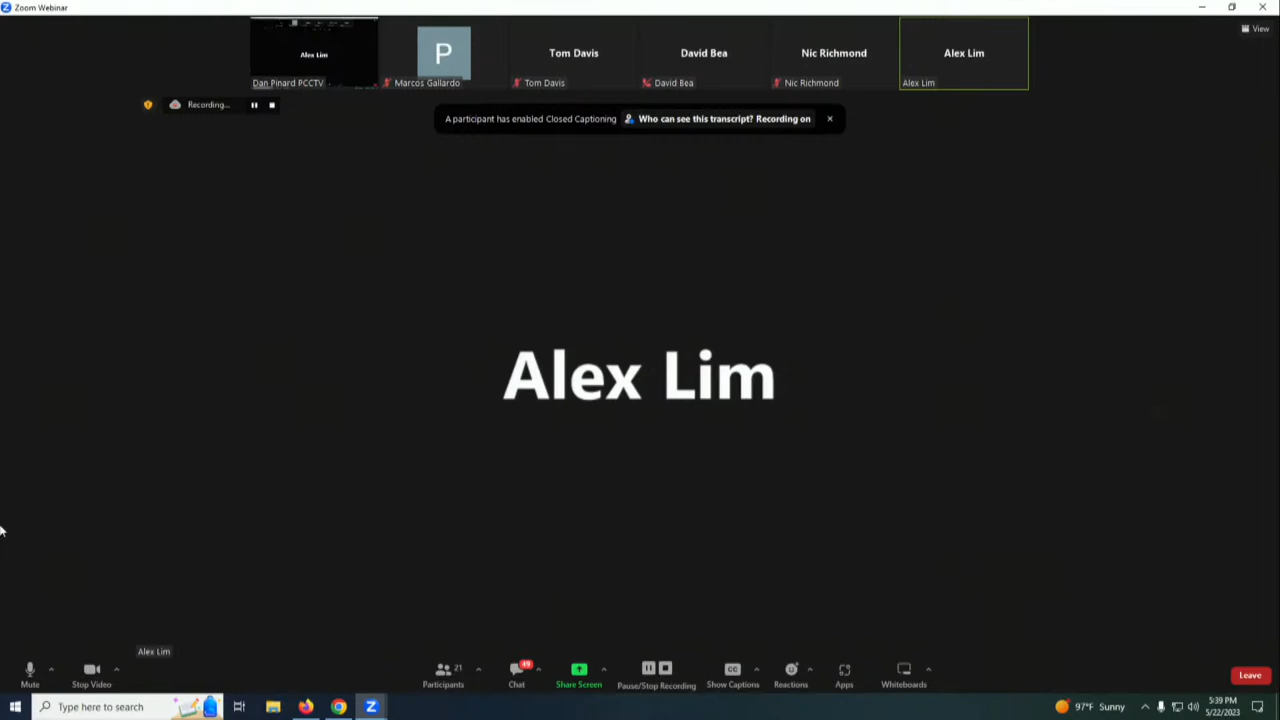 Zoom Webinar
View
Alex Lim
Dan Pinard PCCTV
P
Marcos Gallardo
Tom Davis
Tom Davis
David Bea
David Bea
Nic Richmond
Nic Richmond
Alex Lim
Alex Lim
Recording...
A participant has enabled Closed Captioning Who can see this transcript? Recording on
Alex Lim
Alex Lim
Mute
Stop Video
21
Participants
49
Chat
Share Screen
Pause/Stop Recording
CC
Show Captions
Reactions
Apps
Whiteboards
Leave
Type here to search
97°F Sunny
5:39 PM
5/22/2023